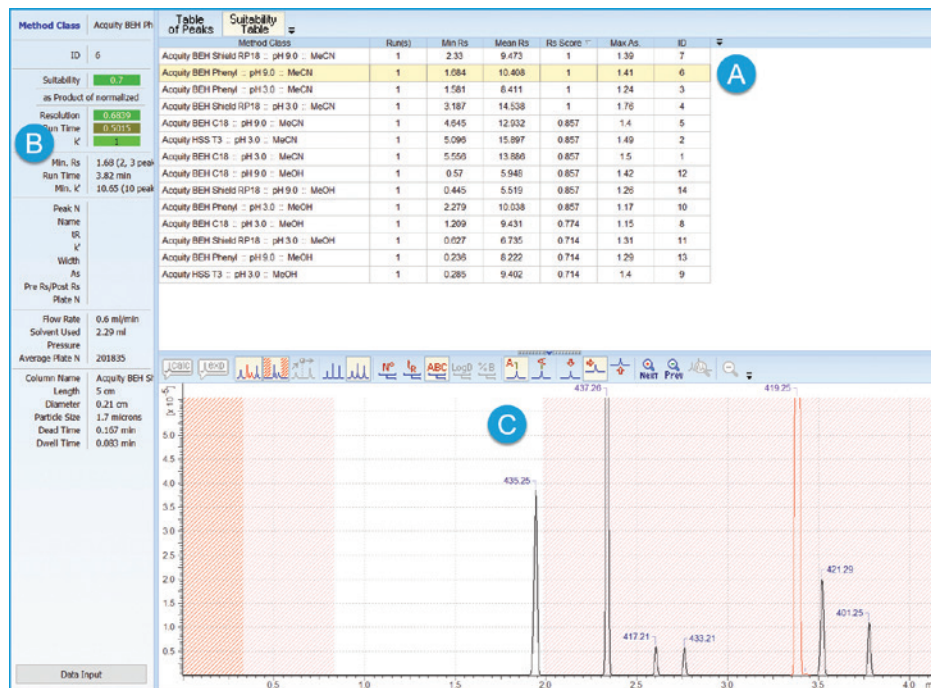 Method Class Acquity BEH Ph
ID 6
Suitability 0.7
as Product of normalized
Resolution 0.6839
Run Time 0.5015
k' 1
B
Min. Rs 1.68 (2, 3 peak
Run Time 3.82 min
Min. k' 10.65 (10 peak
Peak N
Name
tR
k'
Width
As
Pre Rs/Post Rs
Plate N
Flow Rate 0.6 ml/min
Solvent Used 2.29 ml
Pressure
Average Plate N 201835
Column Name Acquity BEH Sh
Length 5 cm
Diameter 0.21 cm
Particle Size 1.7 microns
Dead Time 0.167 min
Dwell Time 0.083 min
Data Input
Table of Peaks
Suitability Table
Method Class Run(s) Min Rs Mean Rs Rs Score Max As. ID
Acquity BEH Shield RP18 :: pH 9.0 :: MeCN 1 2.33 9.473 1 1.39 7
Acquity BEH Phenyl :: pH 9.0 :: MeCN 1 1.684 10.408 1 1.41 6
Acquity BEH Phenyl :: pH 3.0 :: MeCN 1 1.581 8.411 1 1.24 3
Acquity BEH Shield RP18 :: pH 3.0 :: MeCN 1 3.187 14.538 1 1.76 4
Acquity BEH C18 :: pH 9.0 :: MeCN 1 4.645 12.932 0.857 1.4 5
Acquity HSS T3 :: pH 3.0 :: MeCN 1 5.096 15.897 0.857 1.49 2
Acquity BEH C18 :: pH 3.0 :: MeCN 1 5.556 13.886 0.857 1.5 1
Acquity BEH C18 :: pH 9.0 :: MeOH 1 0.57 5.948 0.857 1.42 12
Acquity BEH Shield RP18 :: pH 9.0 :: MeOH 1 0.445 5.519 0.857 1.26 14
Acquity BEH Phenyl :: pH 3.0 :: MeOH 1 2.279 10.038 0.857 1.17 10
Acquity BEH C18 :: pH 3.0 :: MeOH 1 1.209 9.431 0.774 1.15 8
Acquity BEH Shield RP18 :: pH 3.0 :: MeOH 1 0.627 6.735 0.714 1.31 11
Acquity BEH Phenyl :: pH 9.0 :: MeOH 1 0.236 8.222 0.714 1.29 13
Acquity HSS T3 :: pH 3.0 :: MeOH 1 0.285 9.402 0.714 1.4 9
A
calc exp N° tR ABC LogD %B A1 Next Prev
437.26 419.25
C
435.25
421.29
401.25
417.21 433.21
5.0
4.5
4.0
3.5
3.0
2.5
2.0
1.5
1.0
0.5
0.5 1.0 1.5 2.0 2.5 3.0 3.5 4.0 m